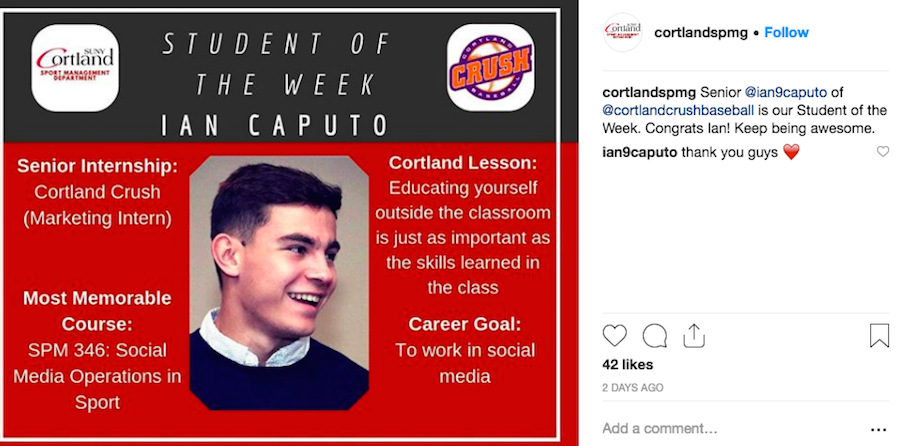 SUNY
Cortland
SPORT MANAGEMENT
DEPARTMENT
STUDENT OF
THE WEEK
IAN CAPUTO
CORTLAND
CRUSH
BASEBALL
Senior Internship:
Cortland Crush
(Marketing Intern)
Most Memorable
Course:
SPM 346: Social
Media Operations in
Sport
Cortland Lesson:
Educating yourself
outside the classroom
is just as important as
the skills learned in
the class
Career Goal:
To work in social
media
SUNY
Cortland
SPORT MANAGEMENT
DEPARTMENT
cortlandspmg • Follow
cortlandspmg Senior @ian9caputo of
@cortlandcrushbaseball is our Student of the
Week. Congrats Ian! Keep being awesome.
ian9caputo thank you guys ❤️
42 likes
2 DAYS AGO
Add a comment...